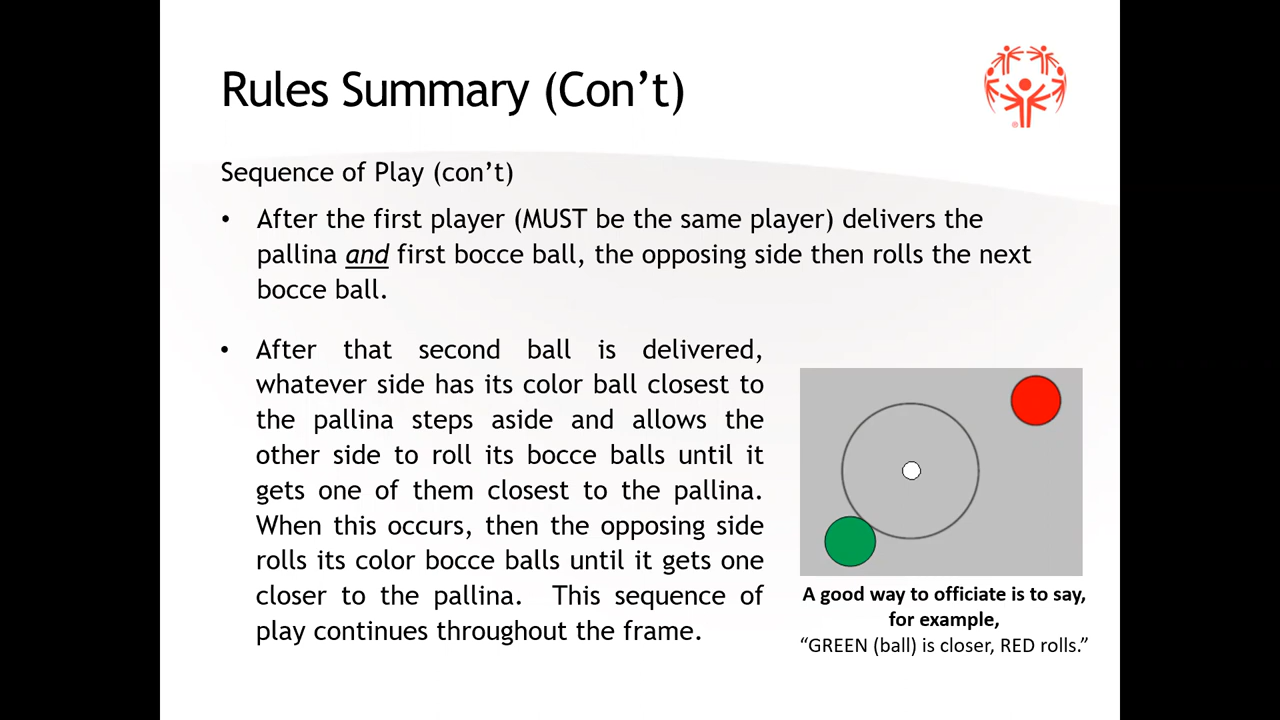 Rules Summary (Con’t)
Sequence of Play (con’t)
• After the first player (MUST be the same player) delivers the
pallina and first bocce ball, the opposing side then rolls the next
bocce ball.
• After that second ball is delivered,
whatever side has its color ball closest to
the pallina steps aside and allows the
other side to roll its bocce balls until it
gets one of them closest to the pallina.
When this occurs, then the opposing side
rolls its color bocce balls until it gets one
closer to the pallina. This sequence of
play continues throughout the frame.
A good way to officiate is to say,
for example,
“GREEN (ball) is closer, RED rolls.”